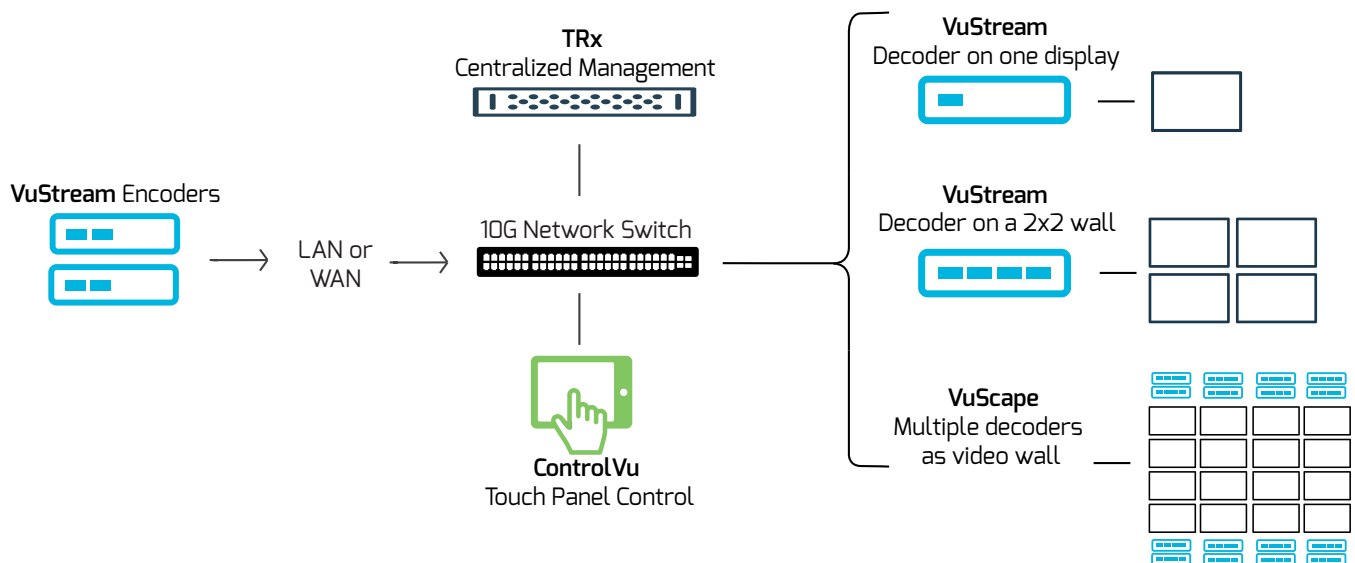 VuStream Encoders
LAN or
WAN
TRx
Centralized Management
10G Network Switch
ControlVu
Touch Panel Control
VuStream
Decoder on one display
VuStream
Decoder on a 2x2 wall
VuScape
Multiple decoders
as video wall